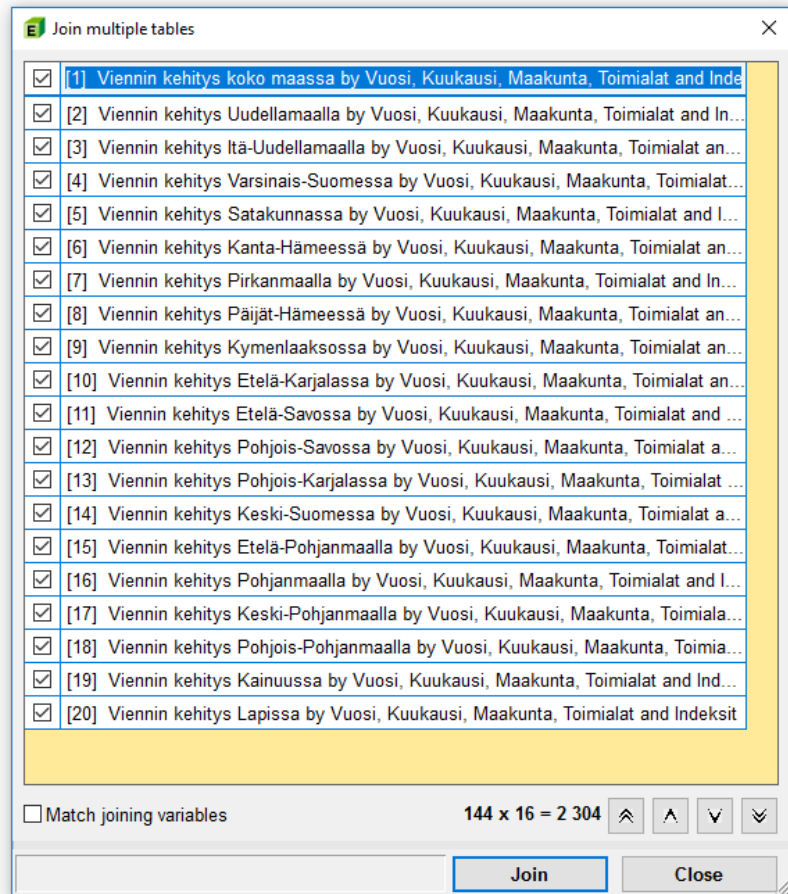 E Join multiple tables
[1] Viennin kehitys koko maassa by Vuosi, Kuukausi, Maakunta, Toimialat and Inde
[2] Viennin kehitys Uudellamaalla by Vuosi, Kuukausi, Maakunta, Toimialat and In...
[3] Viennin kehitys Itä-Uudellamaalla by Vuosi, Kuukausi, Maakunta, Toimialat an...
[4] Viennin kehitys Varsinais-Suomessa by Vuosi, Kuukausi, Maakunta, Toimialat...
[5] Viennin kehitys Satakunnassa by Vuosi, Kuukausi, Maakunta, Toimialat and I...
[6] Viennin kehitys Kanta-Hämeessä by Vuosi, Kuukausi, Maakunta, Toimialat an...
[7] Viennin kehitys Pirkanmaalla by Vuosi, Kuukausi, Maakunta, Toimialat and In...
[8] Viennin kehitys Päijät-Hämeessä by Vuosi, Kuukausi, Maakunta, Toimialat an...
[9] Viennin kehitys Kymenlaaksossa by Vuosi, Kuukausi, Maakunta, Toimialat an...
[10] Viennin kehitys Etelä-Karjalassa by Vuosi, Kuukausi, Maakunta, Toimialat an...
[11] Viennin kehitys Etelä-Savossa by Vuosi, Kuukausi, Maakunta, Toimialat and ...
[12] Viennin kehitys Pohjois-Savossa by Vuosi, Kuukausi, Maakunta, Toimialat a...
[13] Viennin kehitys Pohjois-Karjalassa by Vuosi, Kuukausi, Maakunta, Toimialat ...
[14] Viennin kehitys Keski-Suomessa by Vuosi, Kuukausi, Maakunta, Toimialat a...
[15] Viennin kehitys Etelä-Pohjanmaalla by Vuosi, Kuukausi, Maakunta, Toimialat...
[16] Viennin kehitys Pohjanmaalla by Vuosi, Kuukausi, Maakunta, Toimialat and I...
[17] Viennin kehitys Keski-Pohjanmaalla by Vuosi, Kuukausi, Maakunta, Toimiala...
[18] Viennin kehitys Pohjois-Pohjanmaalla by Vuosi, Kuukausi, Maakunta, Toimia...
[19] Viennin kehitys Kainuussa by Vuosi, Kuukausi, Maakunta, Toimialat and Ind...
[20] Viennin kehitys Lapissa by Vuosi, Kuukausi, Maakunta, Toimialat and Indeksit
Match joining variables 144 x 16 = 2 304
Join Close